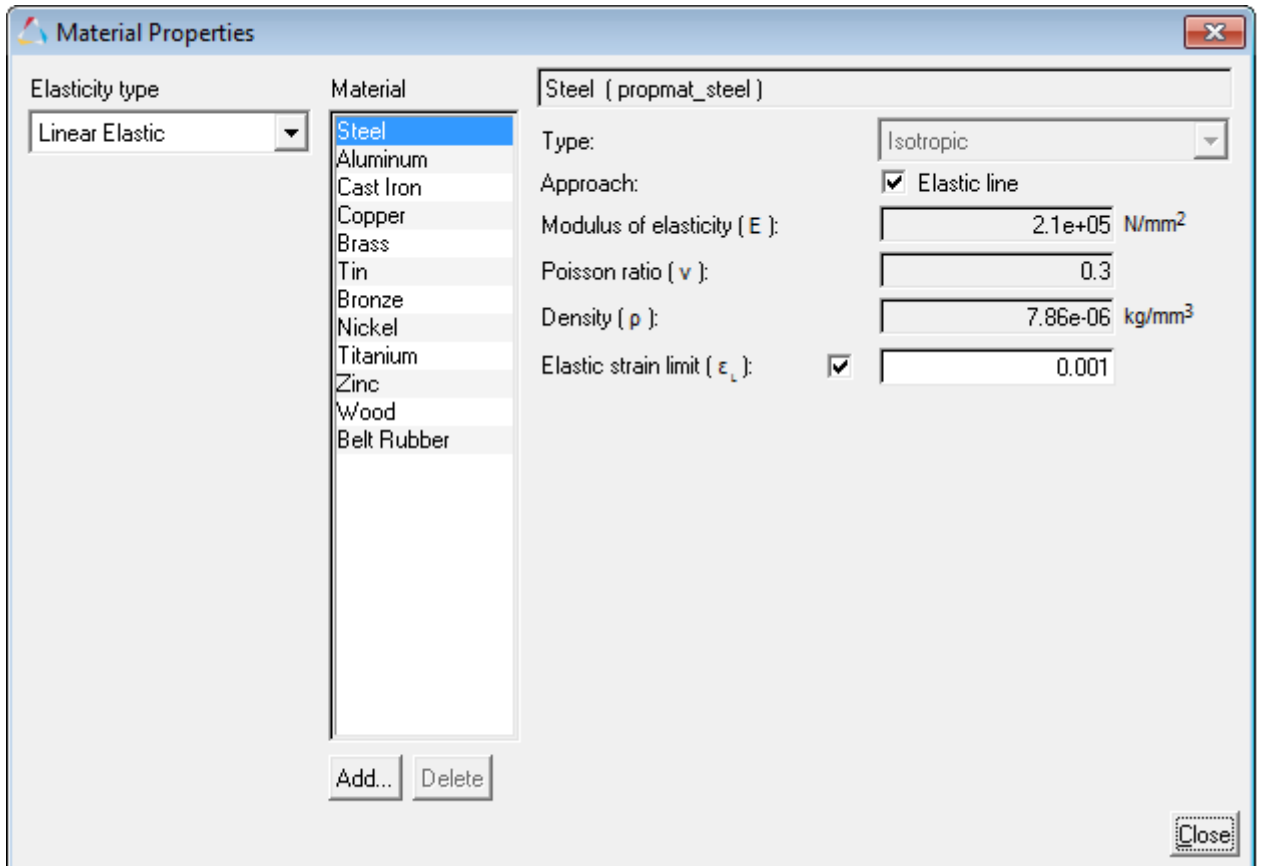 Material Properties
Elasticity type
Linear Elastic
Material
Steel
Aluminum
Cast Iron
Copper
Brass
Tin
Bronze
Nickel
Titanium
Zinc
Wood
Belt Rubber
Add...
Delete
Steel ( propmat_steel )
Type: Isotropic
Approach: Elastic line
Modulus of elasticity ( E ): 2.1e+05 N/mm²
Poisson ratio ( ν ): 0.3
Density ( ρ ): 7.86e-06 kg/mm³
Elastic strain limit ( ε_L ): 0.001
Close